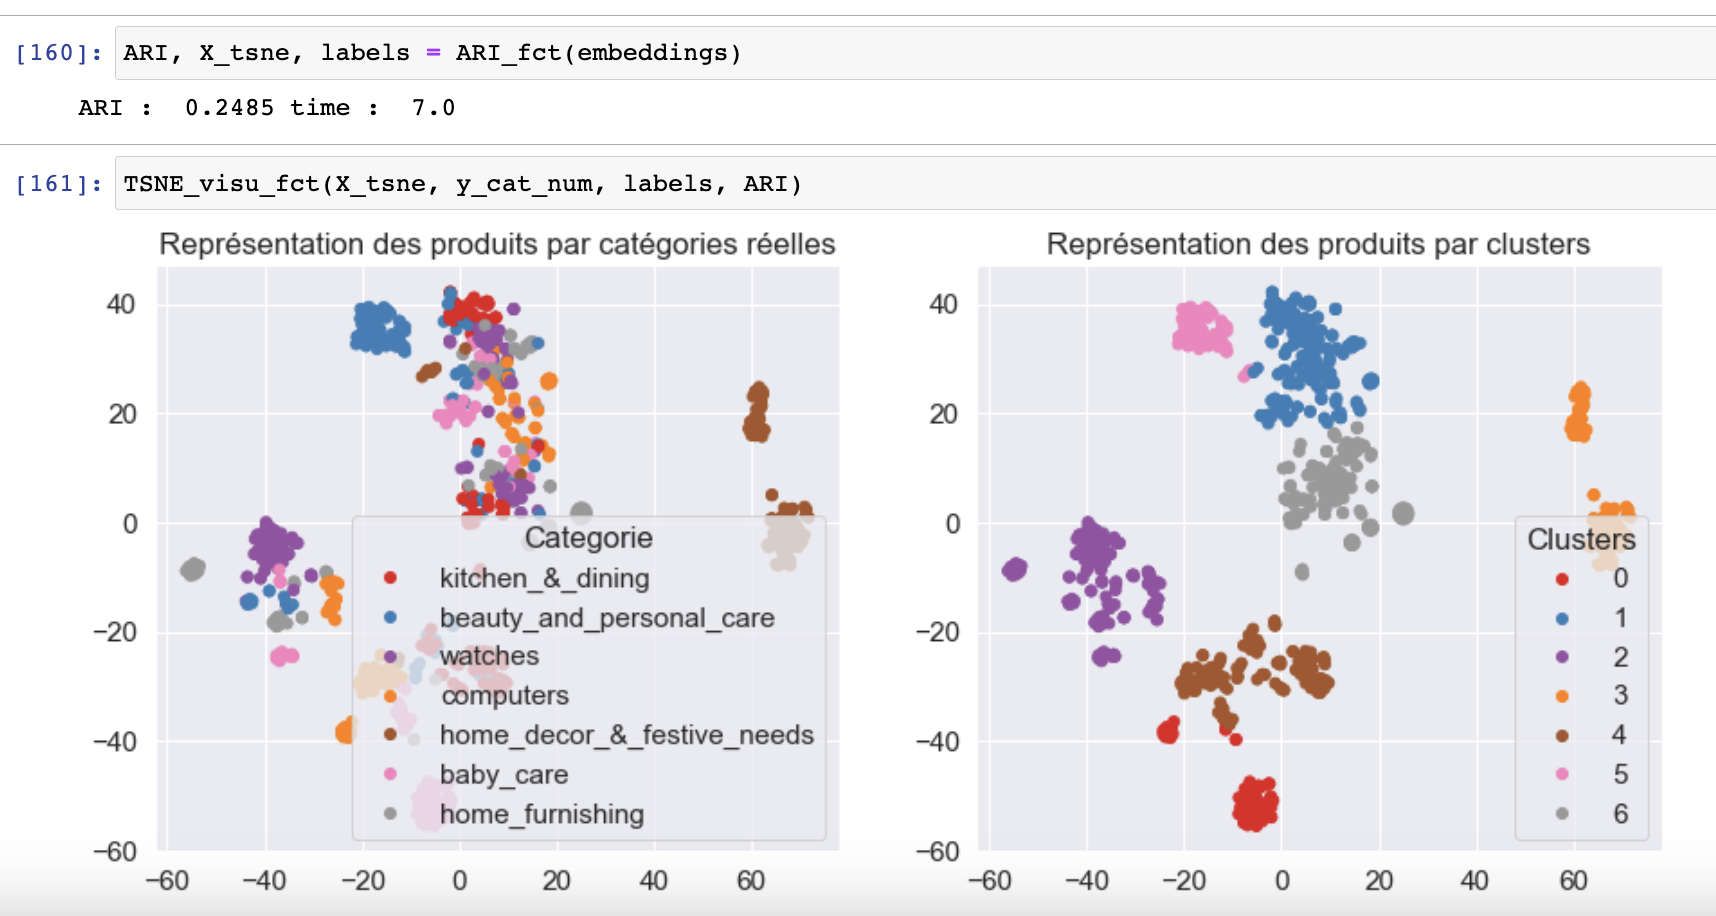 [160]: ARI, X_tsne, labels = ARI_fct(embeddings)
ARI :  0.2485 time :  7.0
[161]: TSNE_visu_fct(X_tsne, y_cat_num, labels, ARI)
Représentation des produits par catégories réelles
40
20
0
−20
−40
−60
−60 −40 −20 0 20 40 60
Categorie
kitchen_&_dining
beauty_and_personal_care
watches
computers
home_decor_&_festive_needs
baby_care
home_furnishing
Représentation des produits par clusters
40
20
0
−20
−40
−60
−60 −40 −20 0 20 40 60
Clusters
0
1
2
3
4
5
6